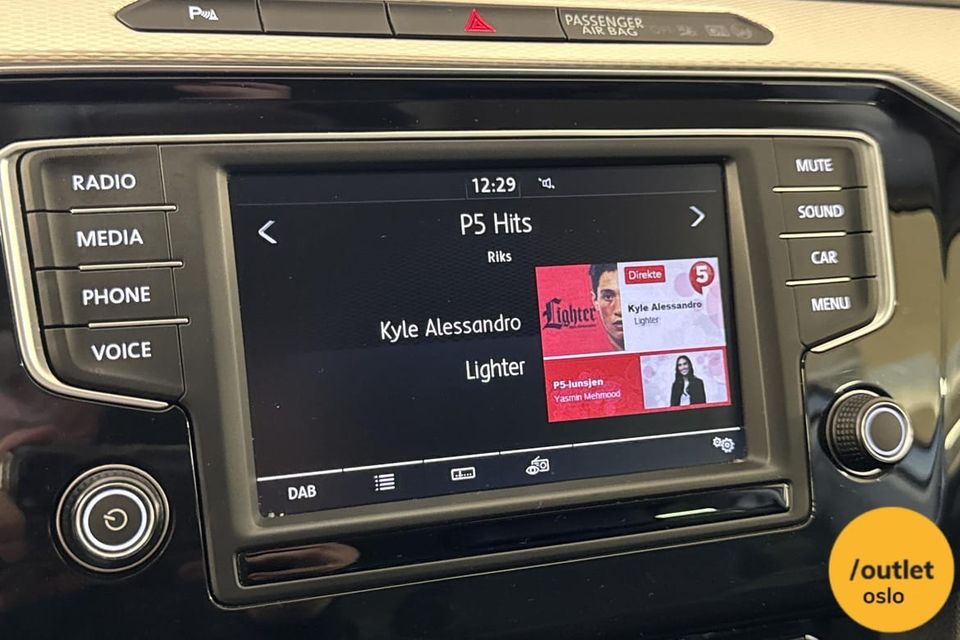 P
PASSENGER
AIR BAG
RADIO
MEDIA
PHONE
VOICE
12:29
P5 Hits
Riks
Kyle Alessandro
Lighter
Lighter
Direkte
5
Kyle Alessandro
Lighter
P5-lunsjen
Yasmin Mehmood
DAB
MUTE
SOUND
CAR
MENU
/outlet
oslo